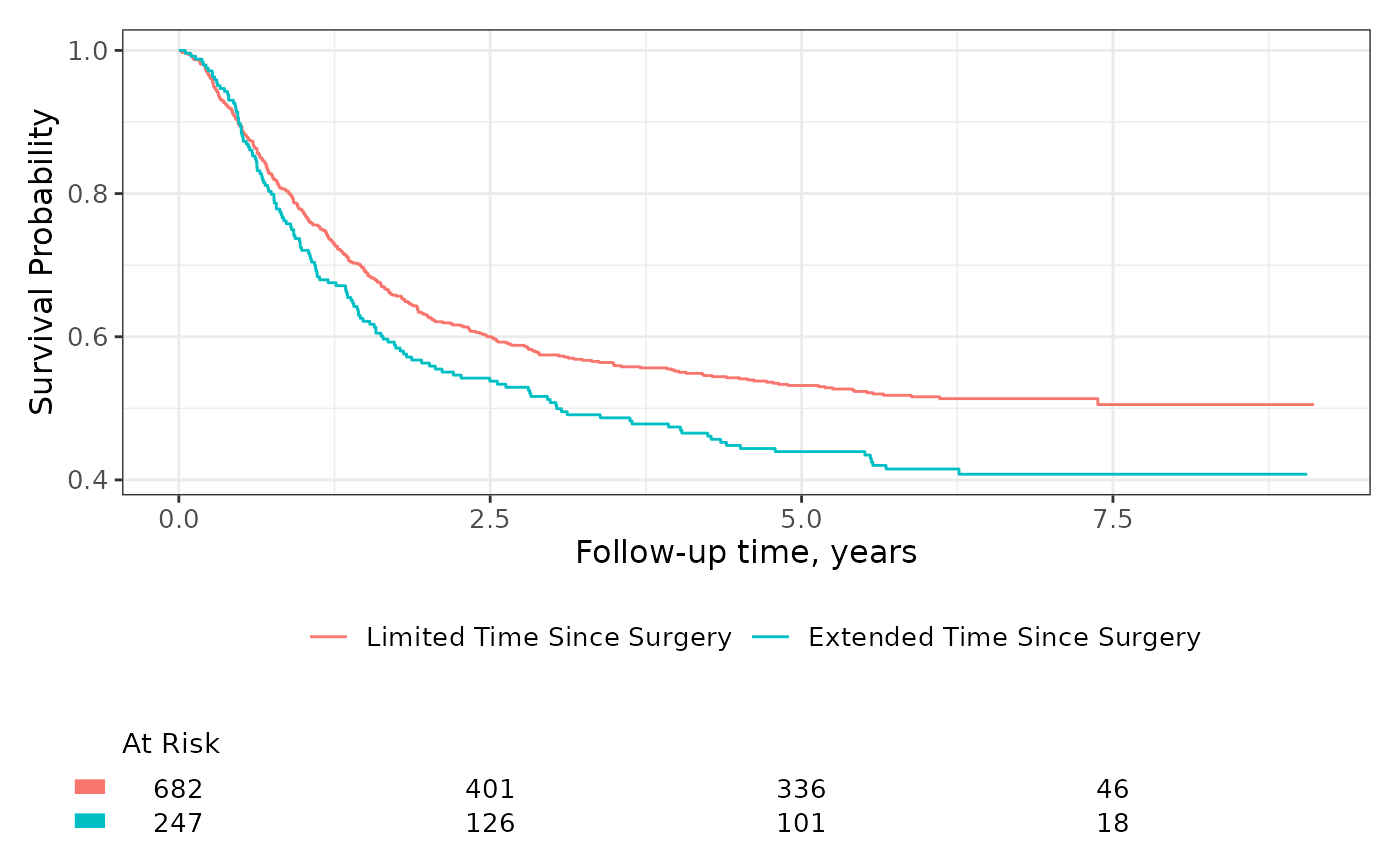 Survival Probability
1.0
0.8
0.6
0.4
0.0 2.5 5.0 7.5
Follow-up time, years
Limited Time Since Surgery Extended Time Since Surgery
At Risk
682 401 336 46
247 126 101 18